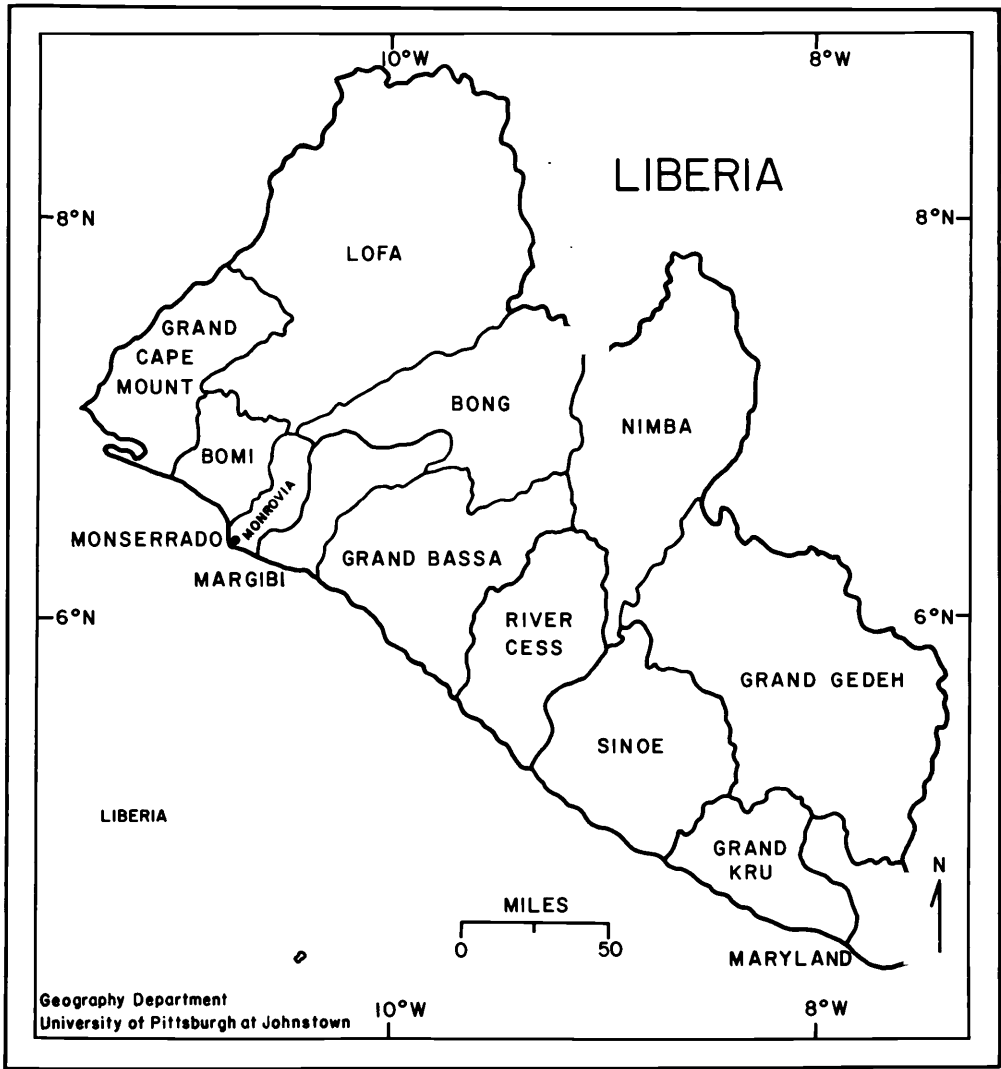 10°W
8°W
LIBERIA
8°N
8°N
LOFA
GRAND
CAPE
MOUNT
BONG
NIMBA
BOMI
MONROVIA
MONSERRADO
GRAND BASSA
MARGIBI
6°N
6°N
RIVER
CESS
GRAND GEDEH
SINOE
LIBERIA
GRAND
KRU
N
MILES
0
50
MARYLAND
Geography Department
University of Pittsburgh at Johnstown
10°W
8°W